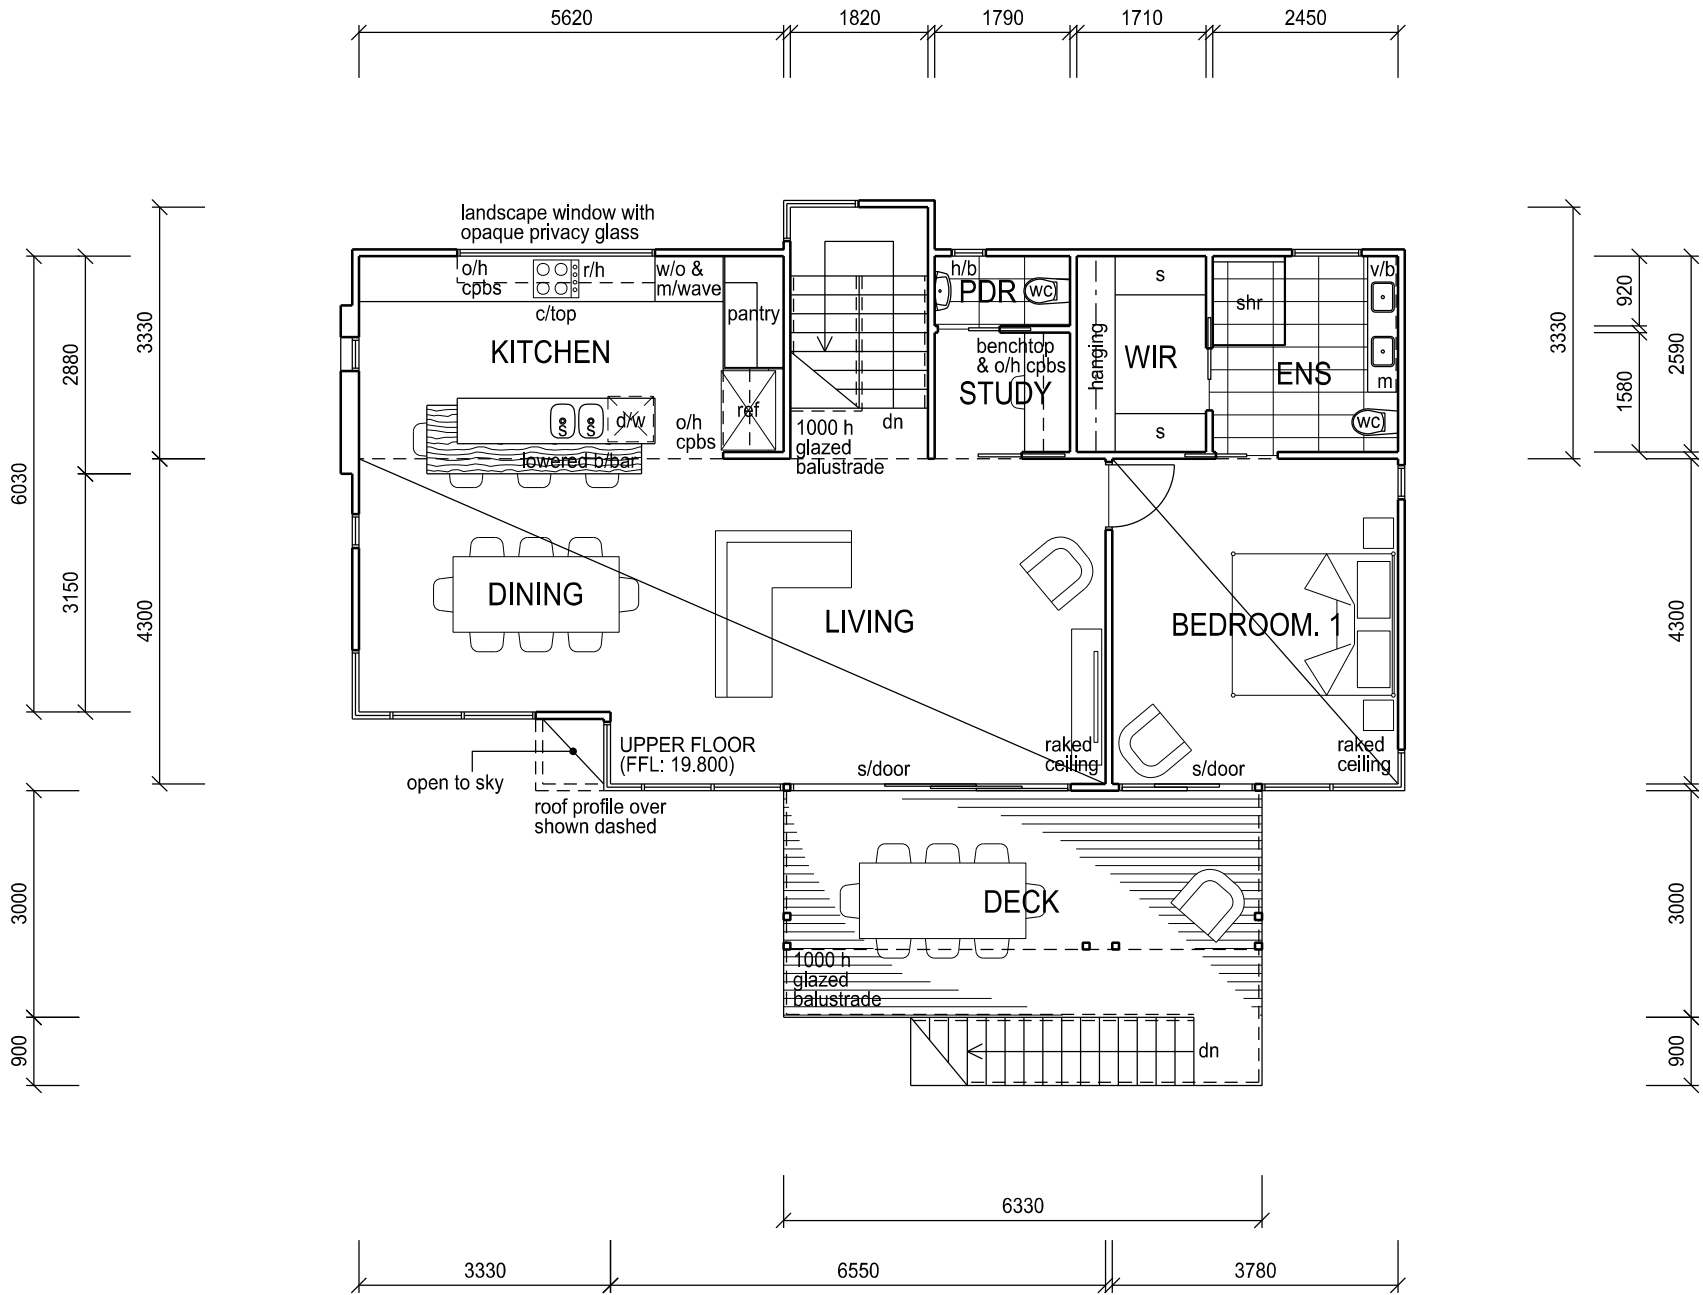 5620
1820
1790
1710
2450
landscape window with
opaque privacy glass
o/h
cpbs
r/h
w/o &
m/wave
c/top
pantry
KITCHEN
ref
d/w
S
S
o/h
cpbs
lowered b/bar
1000 h
glazed
balustrade
dn
h/b
PDR
wc
benchtop
& o/h cpbs
STUDY
hanging
s
WIR
s
shr
v/b
ENS
m
wc
3330
2880
6030
3150
4300
3330
920
1580
2590
4300
DINING
LIVING
BEDROOM. 1
UPPER FLOOR
(FFL: 19.800)
open to sky
roof profile over
shown dashed
s/door
raked
ceiling
s/door
raked
ceiling
3000
900
DECK
1000 h
glazed
balustrade
dn
3000
900
6330
3330
6550
3780